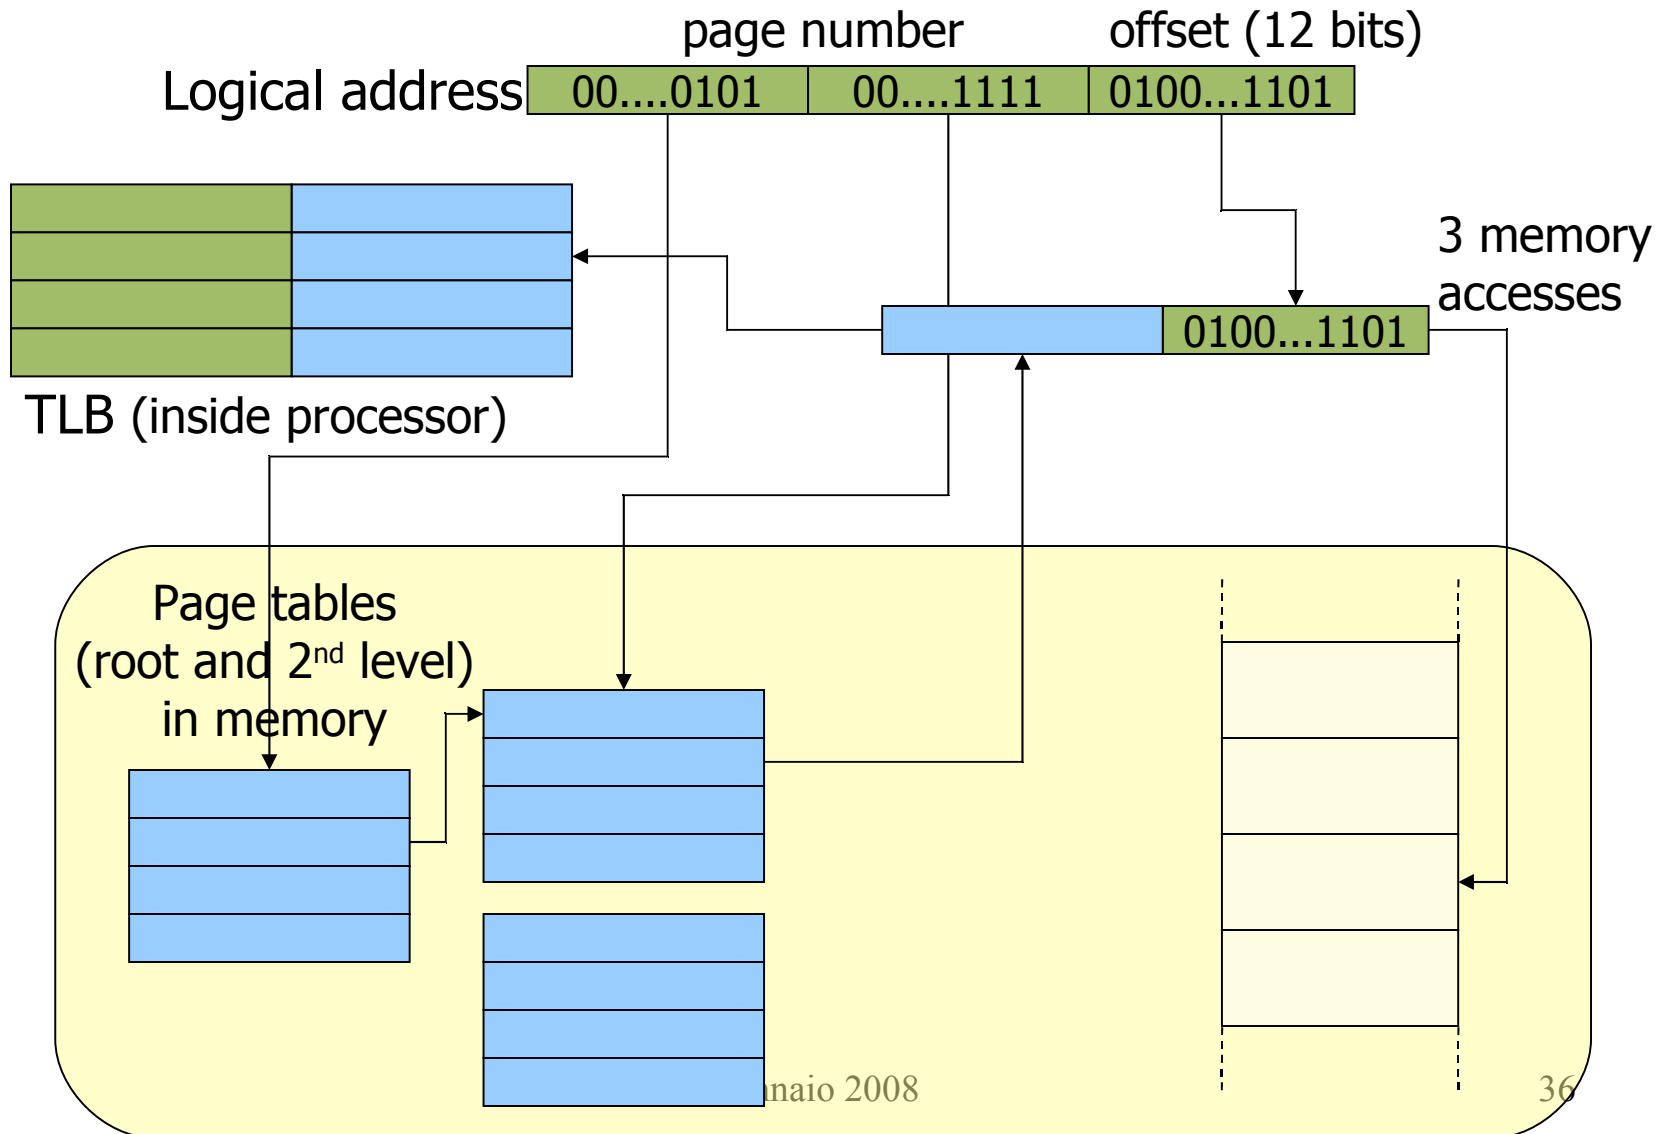 page number offset (12 bits)
Logical address 00....0101 00....1111 0100...1101
3 memory
accesses
0100...1101
TLB (inside processor)
Page tables
(root and 2nd level)
in memory
2008
36